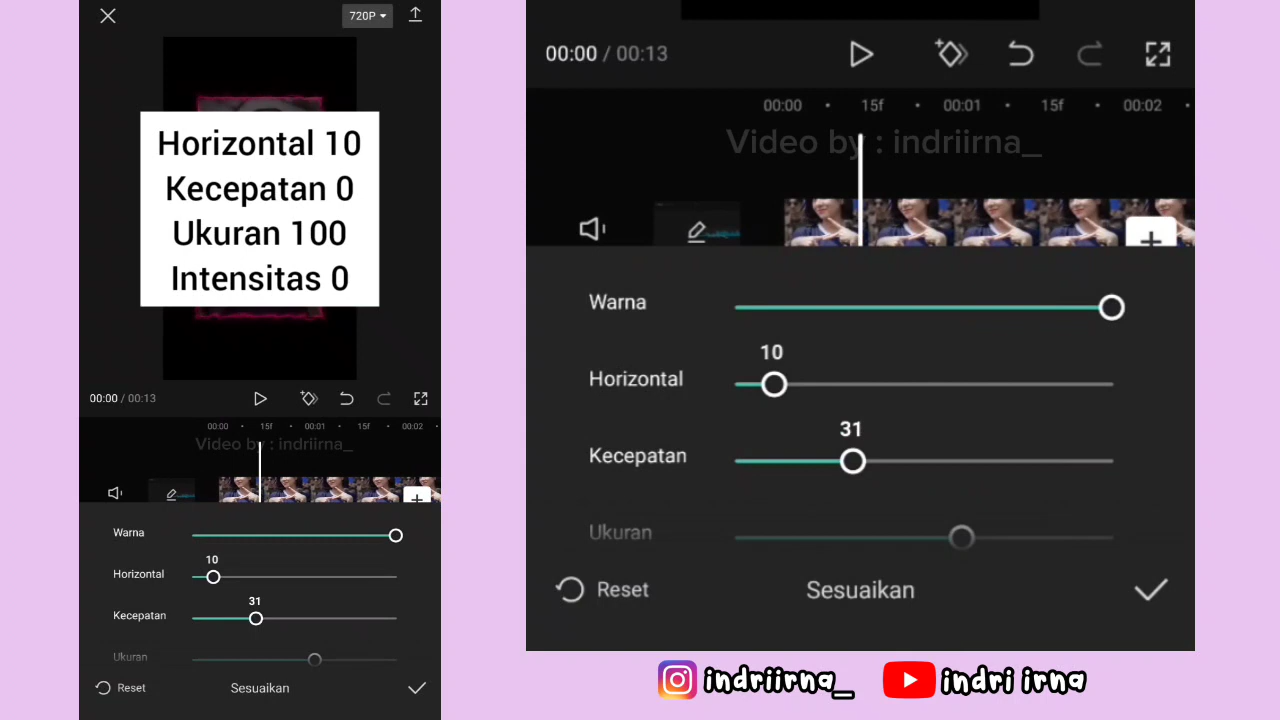 720P
Horizontal 10
Kecepatan 0
Ukuran 100
Intensitas 0
00:00 / 00:13
00:00 15f 00:01 15f 00:02
Video by : indriirna_
Warna
10
Horizontal
31
Kecepatan
Ukuran
Reset Sesuaikan
00:00 / 00:13
00:00 15f 00:01 15f 00:02
Video by : indriirna_
Warna
10
Horizontal
31
Kecepatan
Ukuran
Reset Sesuaikan
indriirna_ indri irna